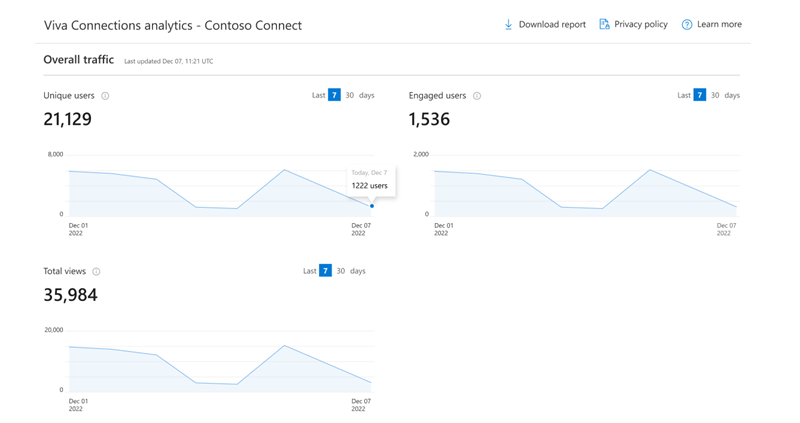 Viva Connections analytics - Contoso Connect
Download report
Privacy policy
Learn more
Overall traffic
Last updated Dec 07, 11:21 UTC
Unique users
Last 7 30 days
21,129
8,000
0
Today, Dec 7
1222 users
Dec 01
2022
Dec 07
2022
Engaged users
Last 7 30 days
1,536
2,000
0
Dec 01
2022
Dec 07
2022
Total views
Last 7 30 days
35,984
20,000
0
Dec 01
2022
Dec 07
2022